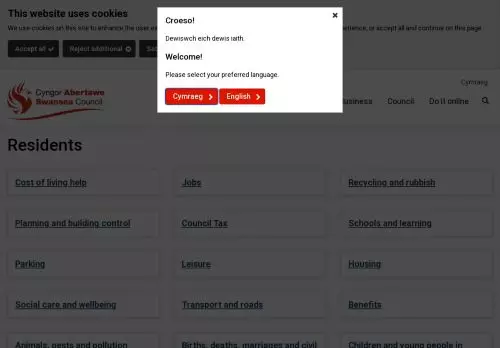 This website uses cookies
We use cookies on this site to enhance the user ex
erience, or accept all and continue on this page.
Accept all
Reject additional
Croeso!
Dewiswch eich dewis iaith.
Welcome!
Please select your preferred language.
Cymraeg
English
Cymraeg
Cyngor Abertawe
Swansea Council
Business
Council
Do it online
Residents
Cost of living help
Jobs
Recycling and rubbish
Planning and building control
Council Tax
Schools and learning
Parking
Leisure
Housing
Social care and wellbeing
Transport and roads
Benefits
Animals, pests and pollution
Births, deaths, marriages and civil
Children and young people in